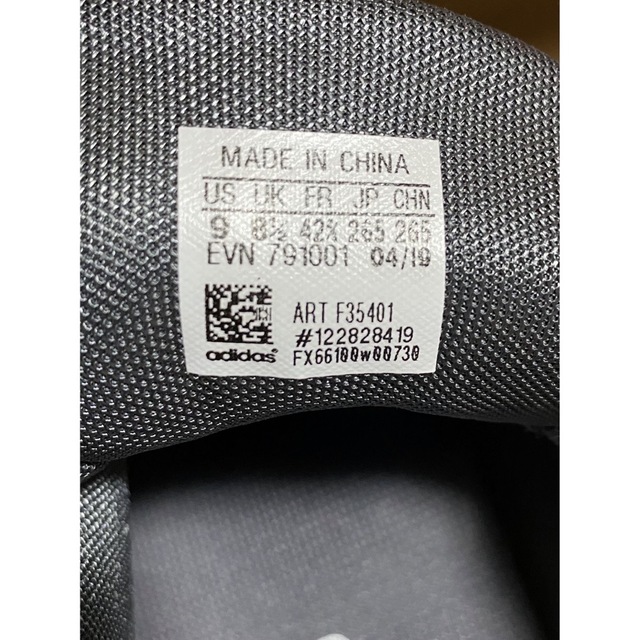 MADE IN CHINA
US UK FR JP CHN
9 8½ 42⅔ 265 265
EVN 791001 04/19
ART F35401
#122828419
adidas®
FX66100w00730